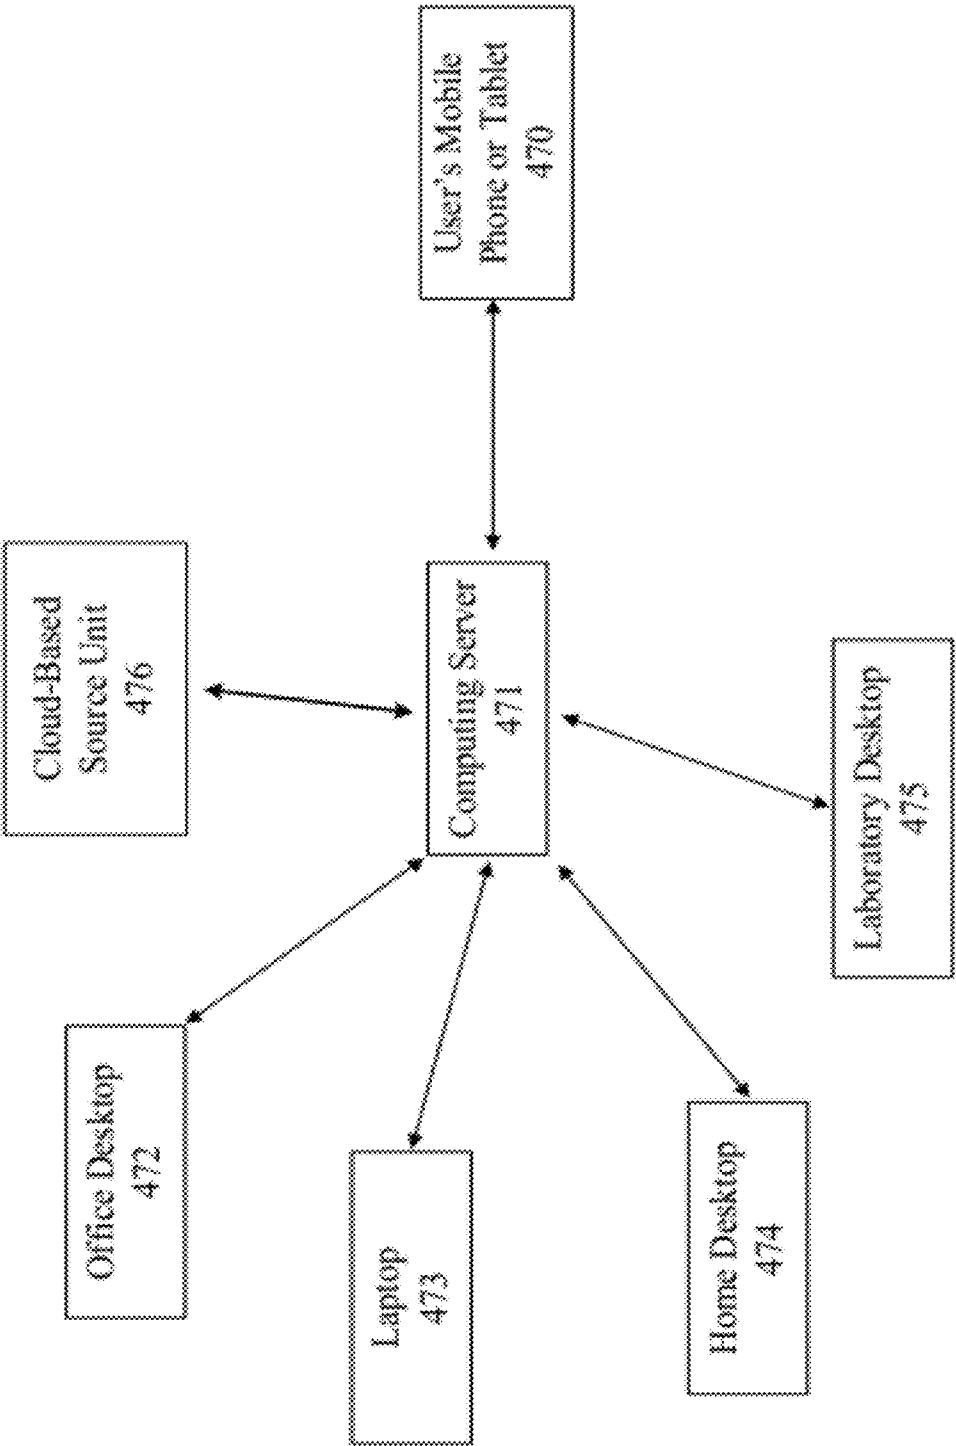 Office Desktop
472
Cloud-Based
Source Unit
476
Laptop
473
Computing Server
471
User's Mobile
Phone or Tablet
470
Home Desktop
474
Laboratory Desktop
475